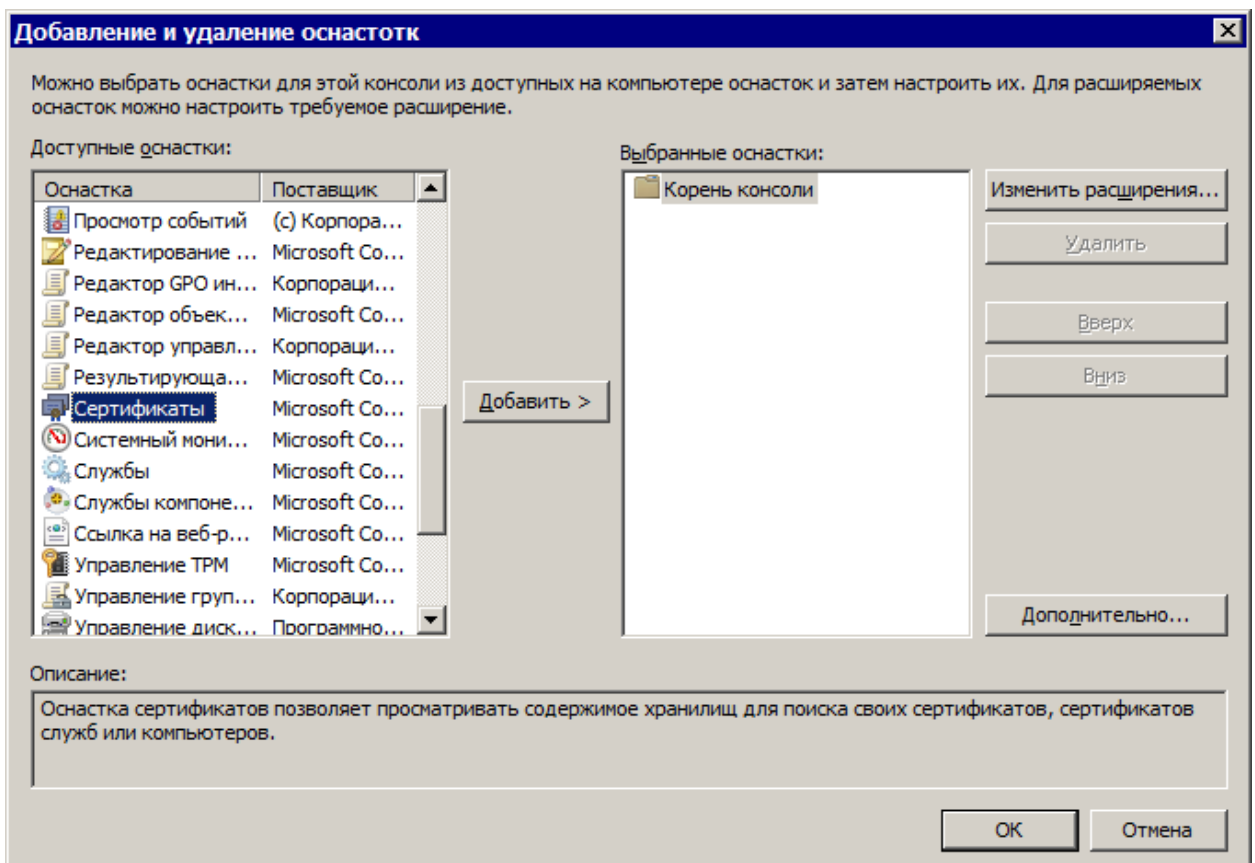 Добавление и удаление оснастотк
Можно выбрать оснастки для этой консоли из доступных на компьютере оснасток и затем настроить их. Для расширяемых
оснасток можно настроить требуемое расширение.
Доступные оснастки:
Оснастка Поставщик
Просмотр событий (c) Корпора...
Редактирование ... Microsoft Co...
Редактор GPO ин... Корпораци...
Редактор объек... Microsoft Co...
Редактор управл... Корпораци...
Результирующа... Microsoft Co...
Сертификаты Microsoft Co...
Системный мони... Microsoft Co...
Службы Microsoft Co...
Службы компоне... Microsoft Co...
Ссылка на веб-р... Microsoft Co...
Управление TPM Microsoft Co...
Управление груп... Корпораци...
Управление диск... Программно...
Добавить >
Выбранные оснастки:
Корень консоли
Изменить расширения...
Удалить
Вверх
Вниз
Дополнительно...
Описание:
Оснастка сертификатов позволяет просматривать содержимое хранилищ для поиска своих сертификатов, сертификатов
служб или компьютеров.
ОК
Отмена